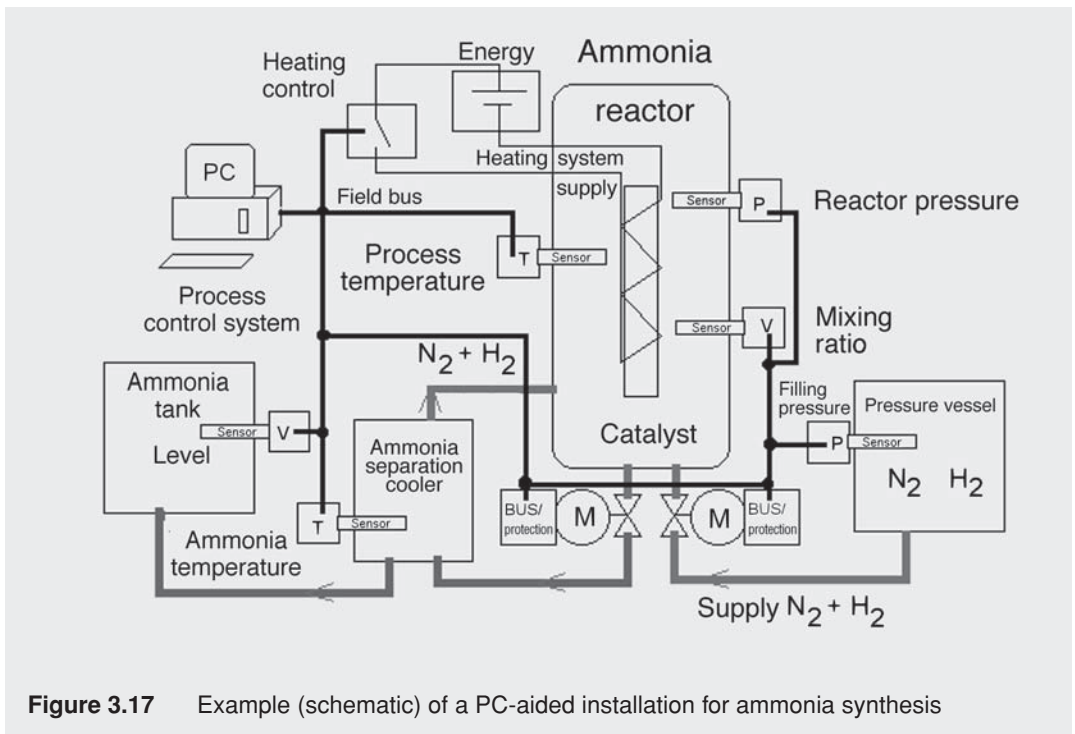 Energy
Ammonia
reactor
Heating
control
PC
Heating system
supply
Field bus
Sensor
P
Reactor pressure
T
Sensor
Process
temperature
Process
control system
Sensor
V
Mixing
ratio
N2 + H2
Ammonia
tank
Level
Sensor
V
Ammonia
separation
cooler
Catalyst
Filling
pressure
P
Sensor
Pressure vessel
N2 H2
T
Sensor
Ammonia
temperature
BUS/
protection
M
M
BUS/
protection
Supply N2 + H2
Figure 3.17 Example (schematic) of a PC-aided installation for ammonia synthesis